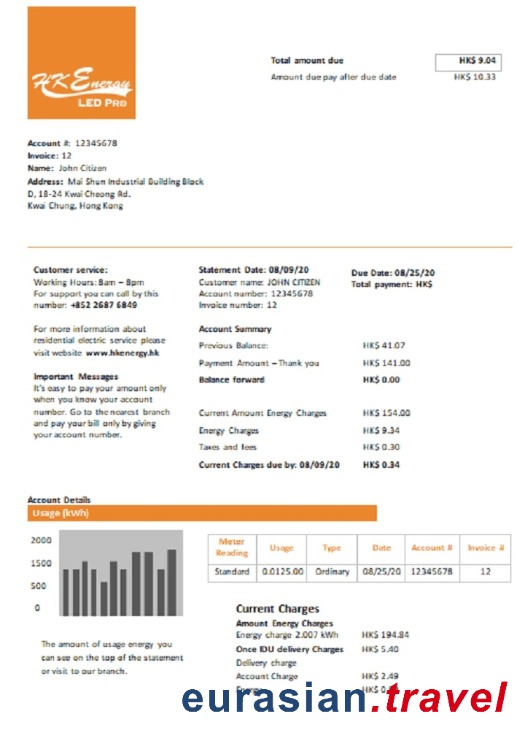 HK Energy
LED PRO
Total amount due HK$ 9.04
Amount due pay after due date HK$ 10.33
Account #: 12345678
Invoice: 12
Name: John Citizen
Address: Mai Shun Industrial Building Block
D, 18-24 Kwai Cheong Rd.
Kwai Chung, Hong Kong
Customer service:
Working Hours: 8am – 8pm
For support you can call by this
number: +852 2687 6849
For more information about
residential electric service please
visit website www.hkenergy.hk
Important Messages
It's easy to pay your amount only
when you know your account
number. Go to the nearest branch
and pay your bill only by giving
your account number.
Statement Date: 08/09/20
Customer name: JOHN CITIZEN
Account number: 12345678
Invoice number: 12
Due Date: 08/25/20
Total payment: HK$
Account Summary
Previous Balance: HK$ 41.07
Payment Amount – Thank you HK$ 141.00
Balance forward HK$ 0.00
Current Amount Energy Charges HK$ 154.00
Energy Charges HK$ 9.34
Taxes and fees HK$ 0.30
Current Charges due by: 08/09/20 HK$ 0.34
Account Details
Usage (kWh)
2000
1500
500
0
The amount of usage energy you
can see on the top of the statement
or visit to our branch.
Meter Reading Usage Type Date Account # Invoice #
Standard 0.0125.00 Ordinary 08/25/20 12345678 12
Current Charges
Amount Energy Charges
Energy charge 2.007 kWh HK$ 194.84
Once IDU delivery Charges HK$ 5.40
Delivery charge
Account Charge HK$ 2.49
eurasian.travel